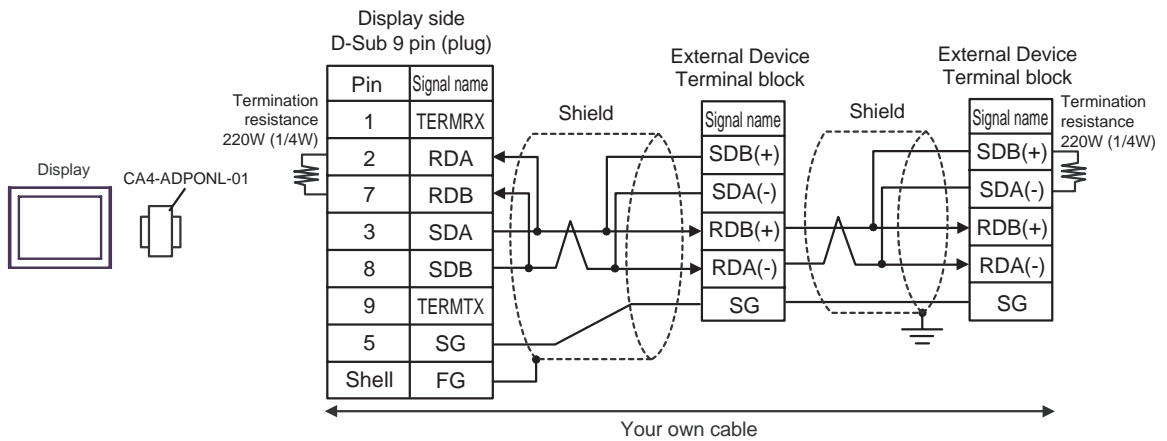 Display side
D-Sub 9 pin (plug)
External Device
Terminal block
External Device
Terminal block
Termination
resistance
220W (1/4W)
Pin Signal name
1 TERMRX
2 RDA
7 RDB
3 SDA
8 SDB
9 TERMTX
5 SG
Shell FG
Shield
Signal name
SDB(+)
SDA(-)
RDB(+)
RDA(-)
SG
Shield
Signal name
SDB(+)
SDA(-)
RDB(+)
RDA(-)
SG
Termination
resistance
220W (1/4W)
Display
CA4-ADPONL-01
Your own cable